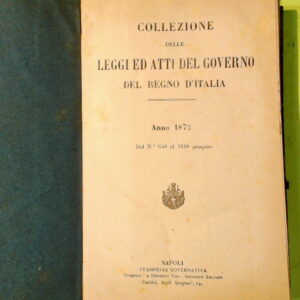 COLLEZIONE
DELLE
LEGGI ED ATTI DEL GOVERNO
DEL REGNO D'ITALIA
Anno 1872
NAPOLI
STAMPERIA GOVERNATIVA